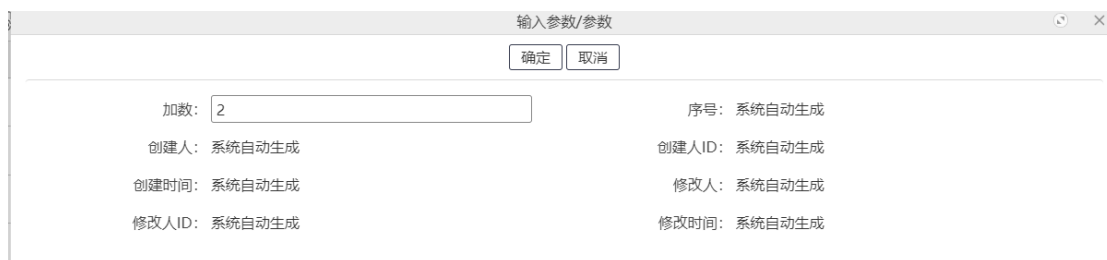 输入参数/参数
确定 取消
加数： 2 序号： 系统自动生成
创建人： 系统自动生成 创建人ID： 系统自动生成
创建时间： 系统自动生成 修改人： 系统自动生成
修改人ID： 系统自动生成 修改时间： 系统自动生成